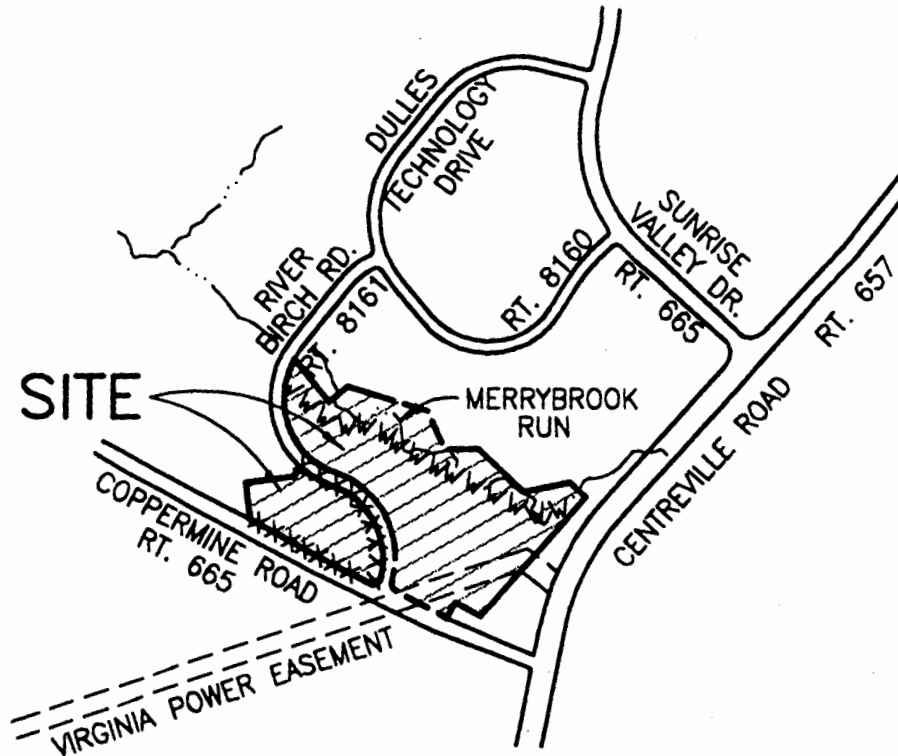 DULLES
TECHNOLOGY
DRIVE
SUNRISE
VALLEY DR.
RT. 665
RT. 657
RT. 8160
RIVER
BIRCH RD.
RT. 8161
SITE
MERRYBROOK
RUN
COPPERMINE ROAD
RT. 665
CENTREVILLE ROAD
VIRGINIA POWER EASEMENT